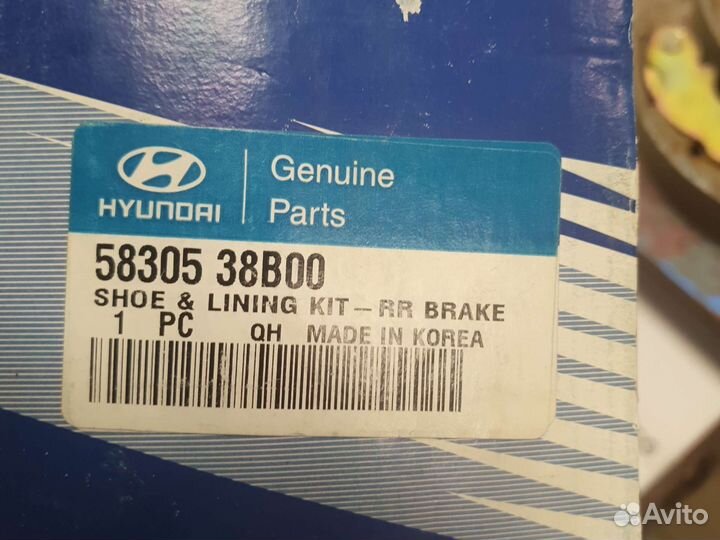 HYUNDAI
Genuine
Parts
58305 38B00
SHOE & LINING KIT-RR BRAKE
1 PC QH MADE IN KOREA
Avito